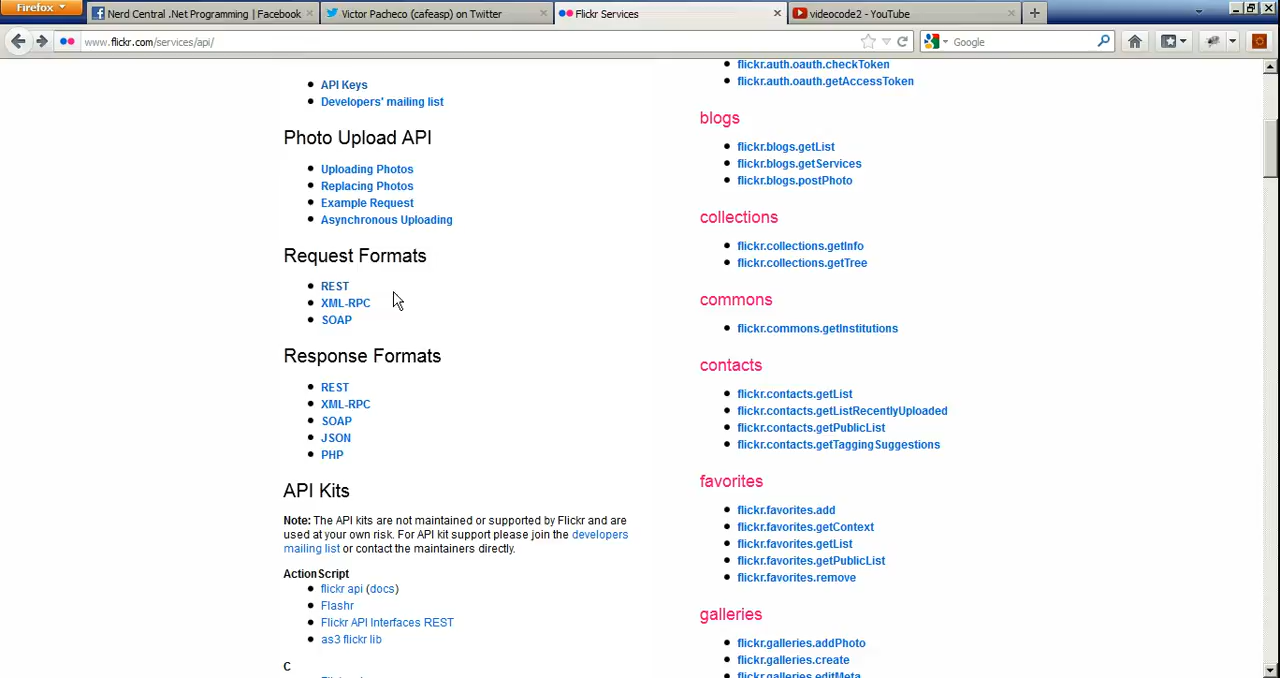 Firefox
Nerd Central .Net Programming | Facebook
Victor Pacheco (cafeasp) on Twitter
Flickr Services
videocode2 - YouTube
www.flickr.com/services/api/
Google
API Keys
Developers' mailing list
Photo Upload API
Uploading Photos
Replacing Photos
Example Request
Asynchronous Uploading
Request Formats
REST
XML-RPC
SOAP
Response Formats
REST
XML-RPC
SOAP
JSON
PHP
API Kits
Note: The API kits are not maintained or supported by Flickr and are
used at your own risk. For API kit support please join the developers
mailing list or contact the maintainers directly.
ActionScript
flickr api (docs)
Flashr
Flickr API Interfaces REST
as3 flickr lib
C
flickr.auth.oauth.checkToken
flickr.auth.oauth.getAccessToken
blogs
flickr.blogs.getList
flickr.blogs.getServices
flickr.blogs.postPhoto
collections
flickr.collections.getInfo
flickr.collections.getTree
commons
flickr.commons.getInstitutions
contacts
flickr.contacts.getList
flickr.contacts.getListRecentlyUploaded
flickr.contacts.getPublicList
flickr.contacts.getTaggingSuggestions
favorites
flickr.favorites.add
flickr.favorites.getContext
flickr.favorites.getList
flickr.favorites.getPublicList
flickr.favorites.remove
galleries
flickr.galleries.addPhoto
flickr.galleries.create
flickr.galleries.editMeta